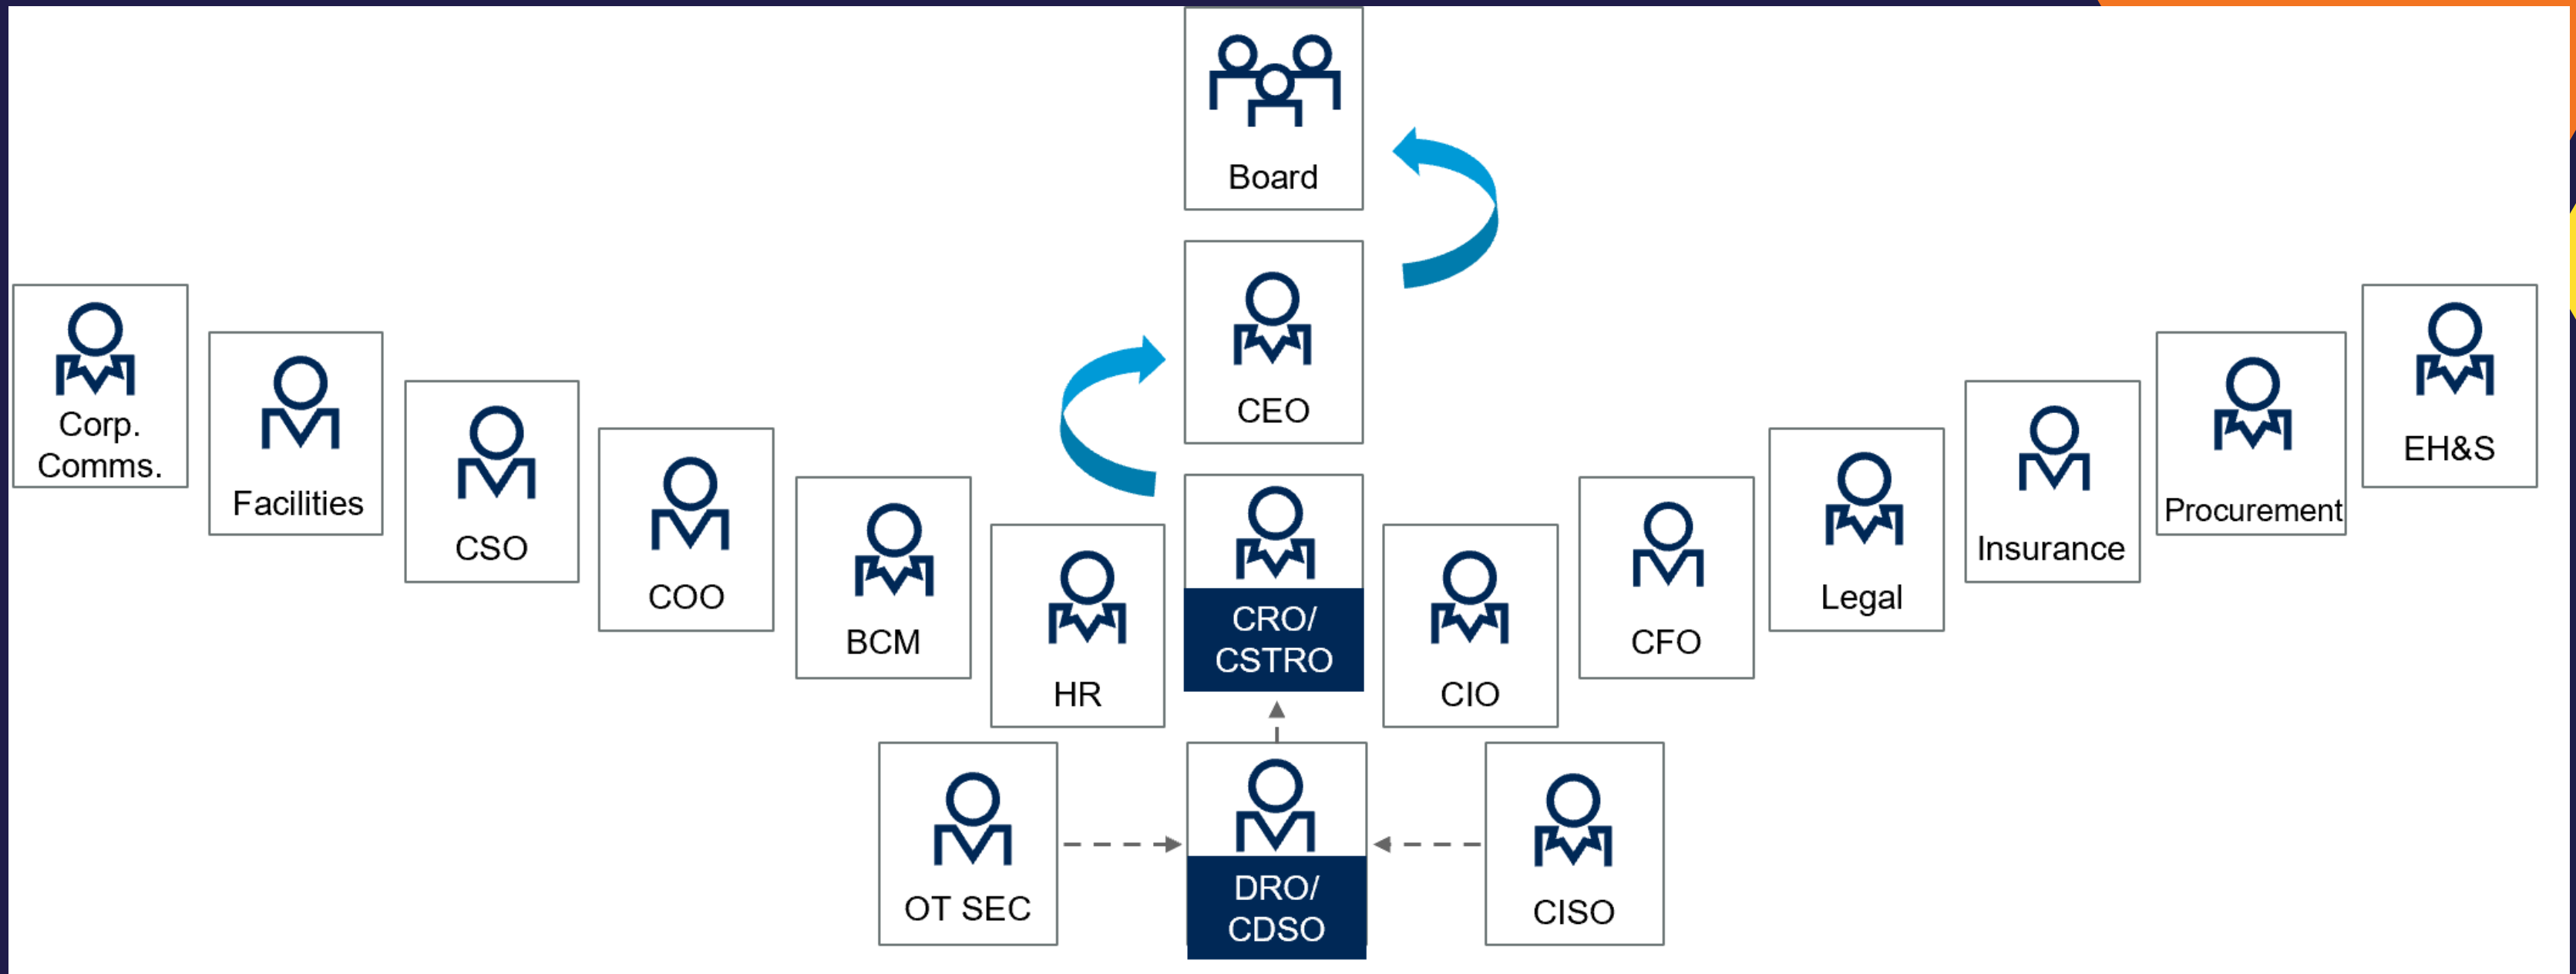 Board
CEO
Corp.
Comms.
Facilities
CSO
COO
BCM
HR
CRO/
CSTRO
CIO
CFO
Legal
Insurance
Procurement
EH&S
OT SEC
DRO/
CDSO
CISO